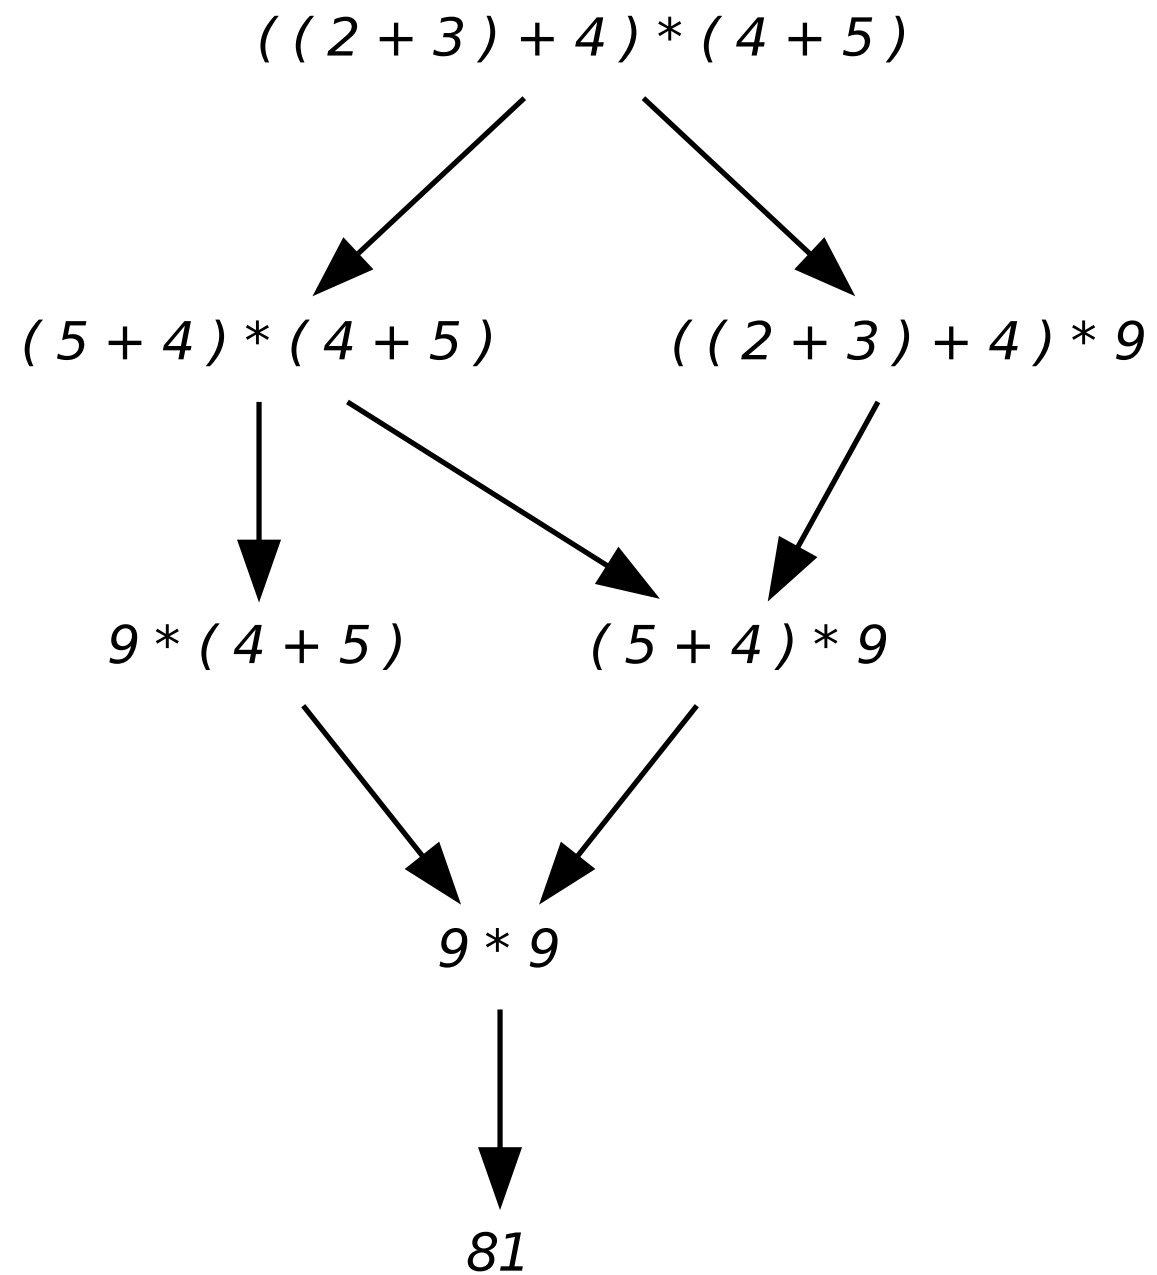 ( ( 2 + 3 ) + 4 ) * ( 4 + 5 )
( 5 + 4 ) * ( 4 + 5 )
( ( 2 + 3 ) + 4 ) * 9
9 * ( 4 + 5 )
( 5 + 4 ) * 9
9 * 9
81